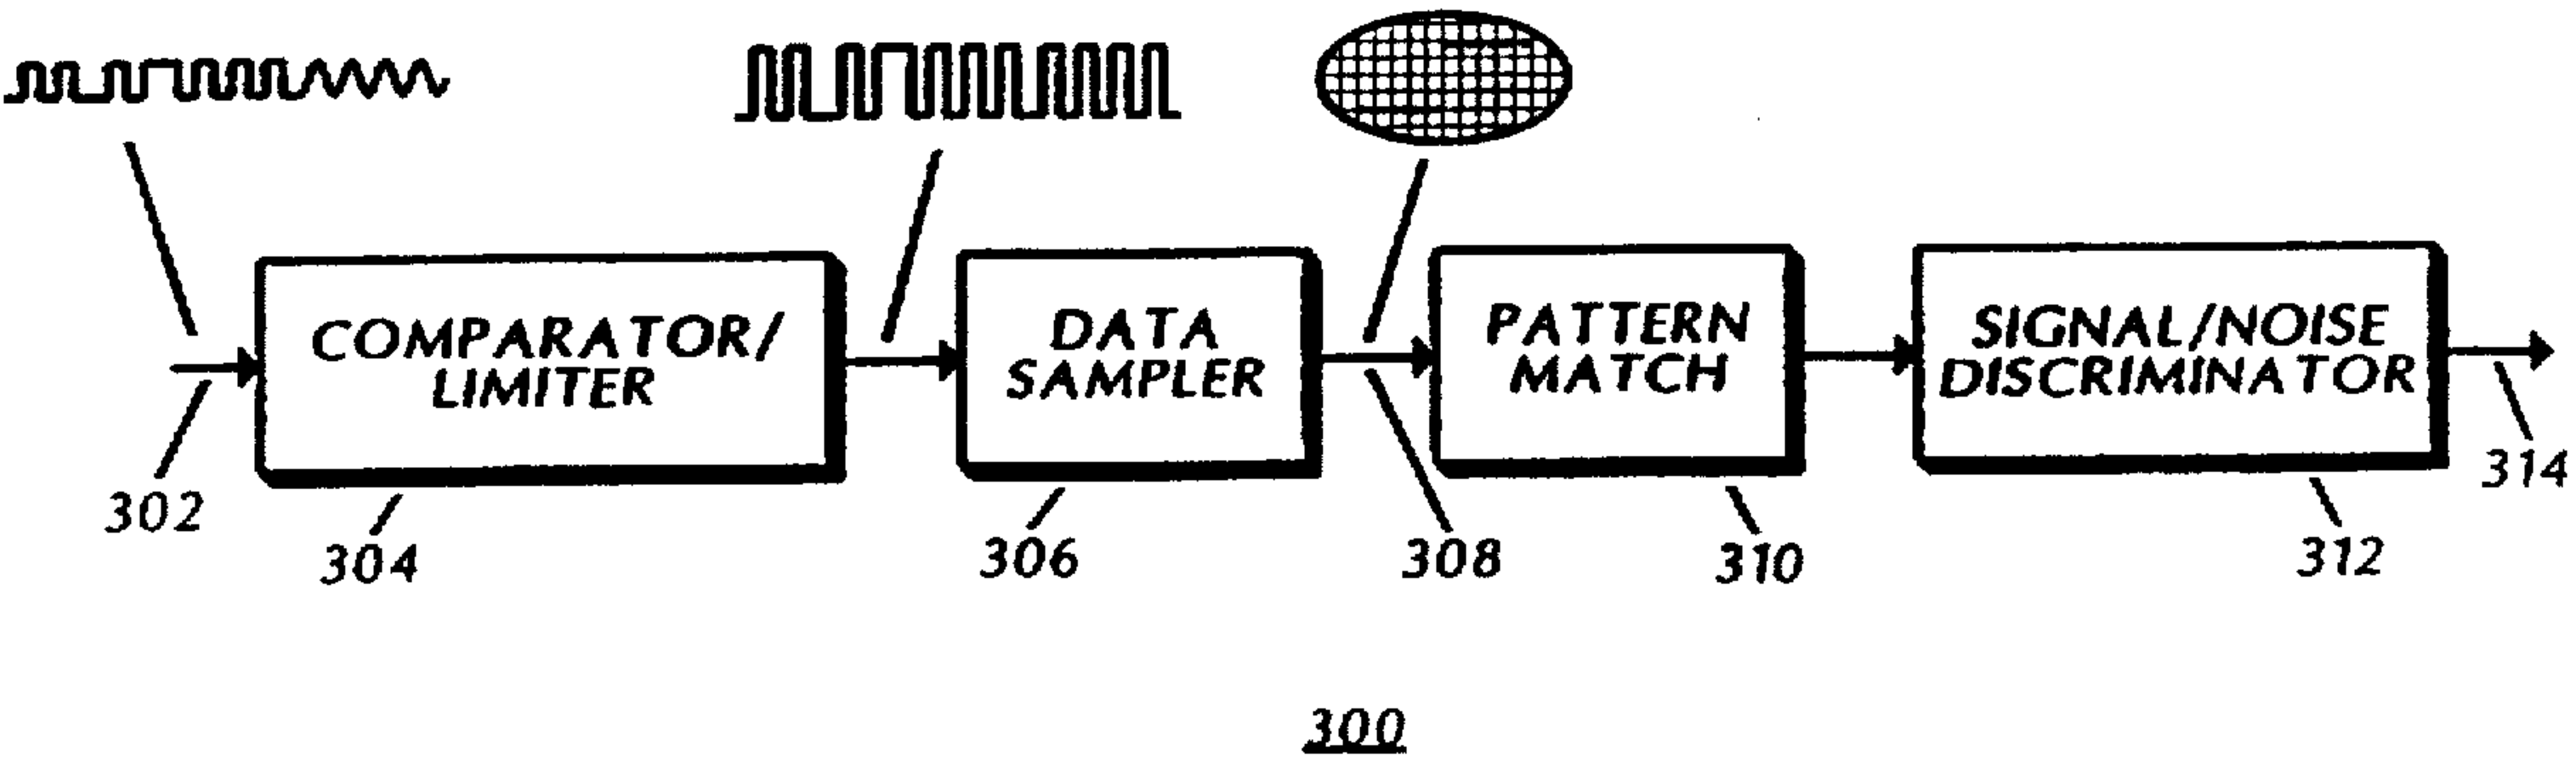 COMPARATOR/
LIMITER
DATA
SAMPLER
PATTERN
MATCH
SIGNAL/NOISE
DISCRIMINATOR
302
304
306
308
310
312
314
300